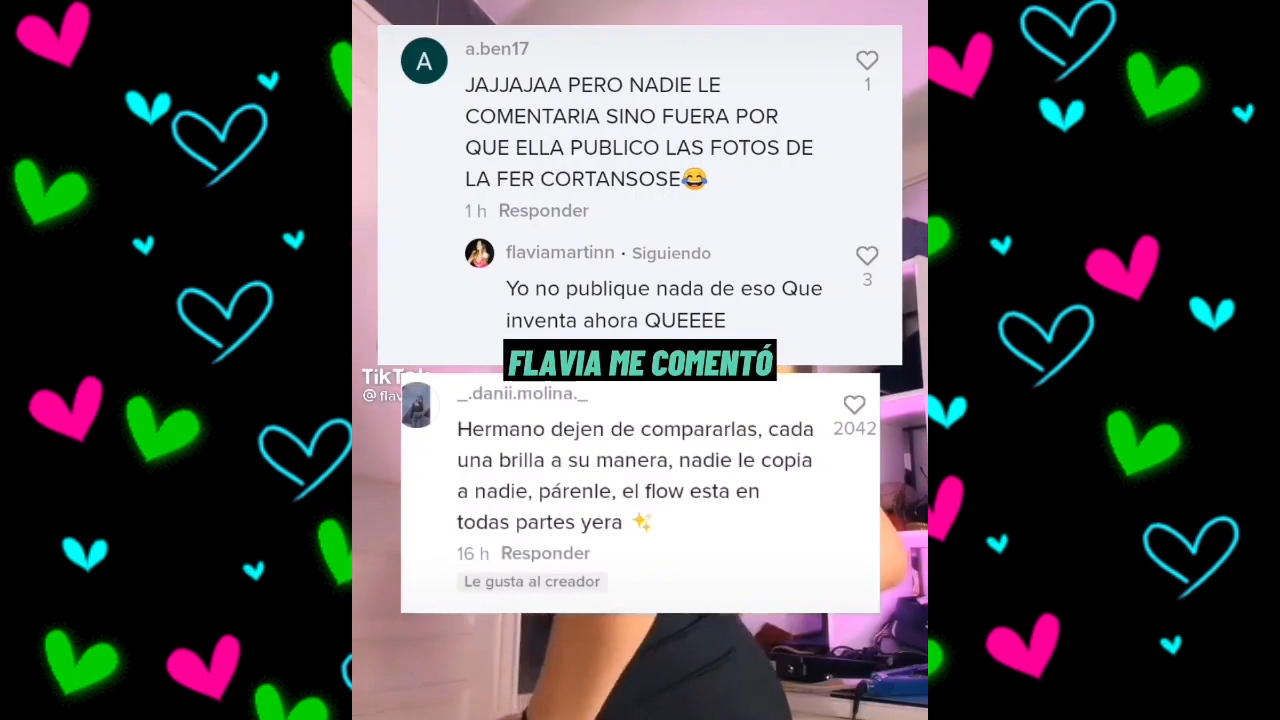 a.ben17
JAJJAJAA PERO NADIE LE
COMENTARIA SINO FUERA POR
QUE ELLA PUBLICO LAS FOTOS DE
LA FER CORTANSOSE😂
1
1 h Responder
flaviamartinn · Siguiendo
Yo no publique nada de eso Que
inventa ahora QUEEEE
3
FLAVIA ME COMENTÓ
TikTok
@flav
_.danii.molina._
Hermano dejen de compararlas, cada
una brilla a su manera, nadie le copia
a nadie, párenle, el flow esta en
todas partes yera ✨
2042
16 h Responder
Le gusta al creador